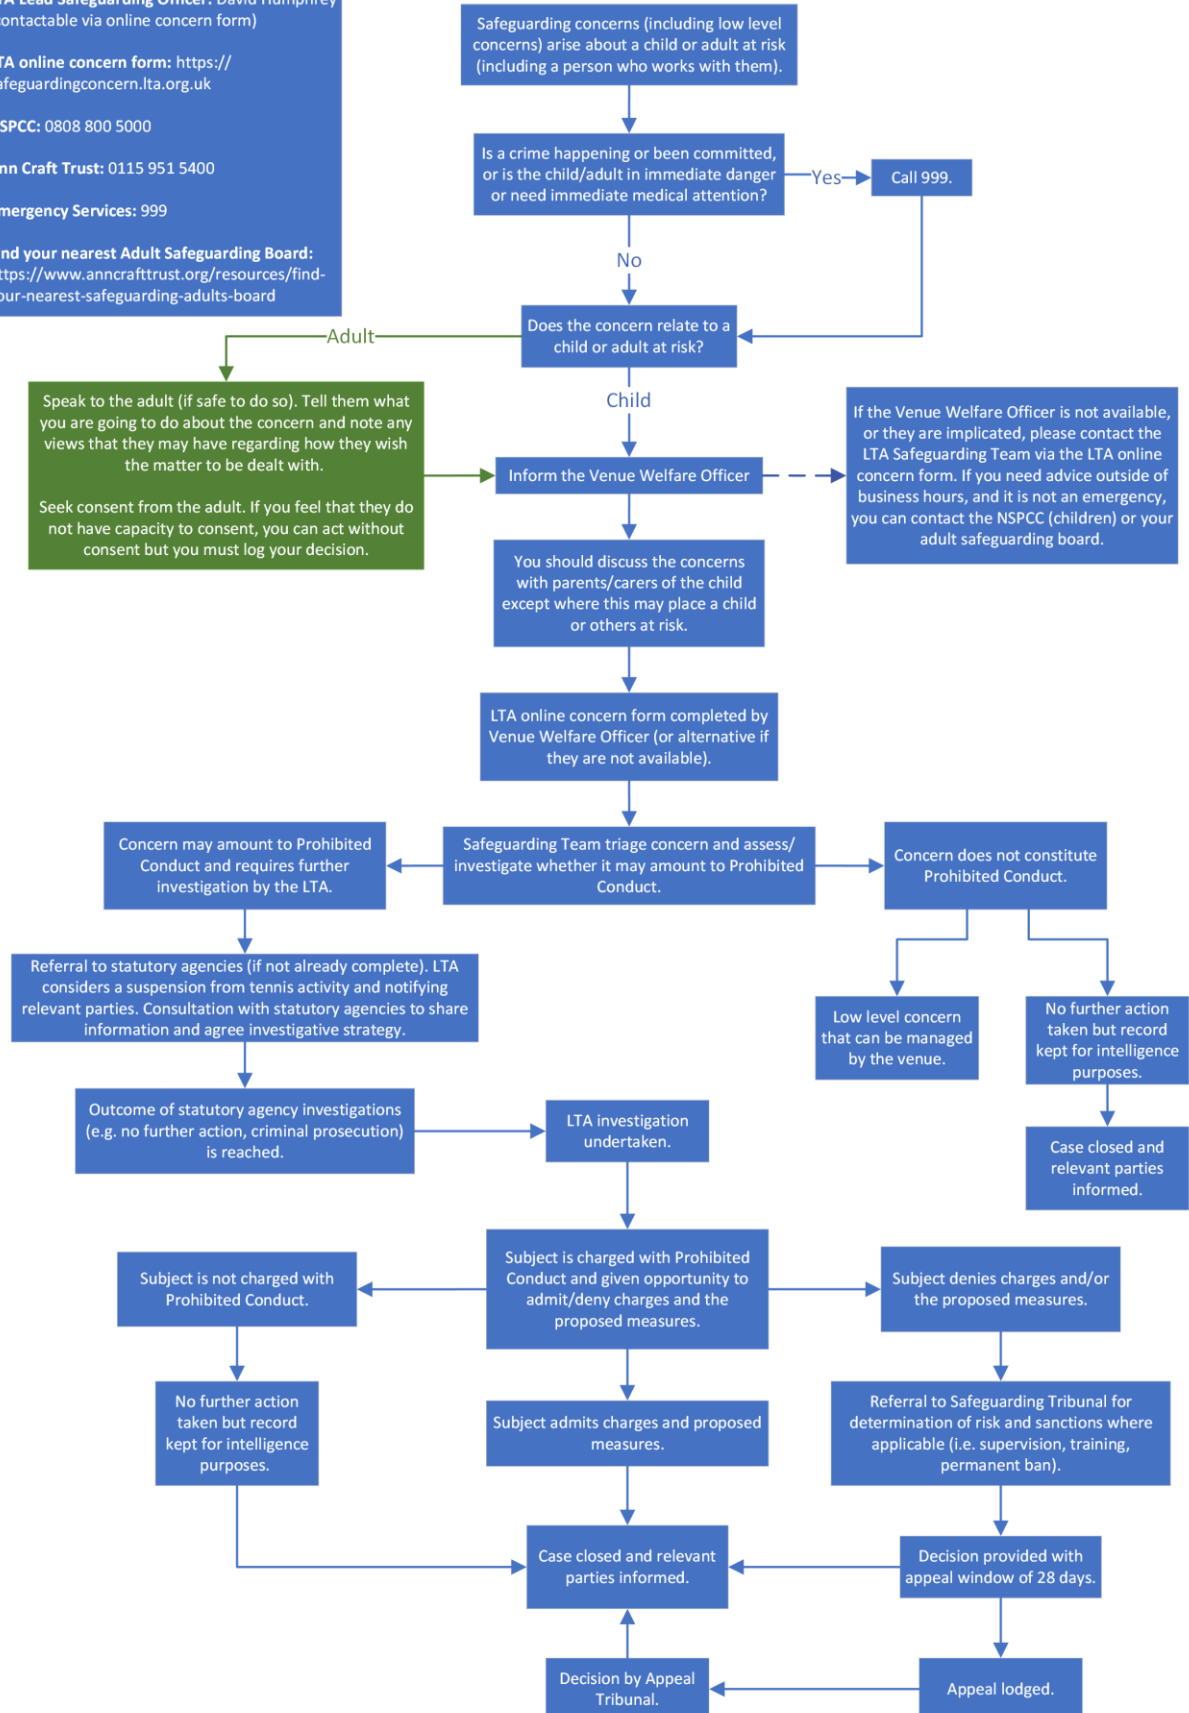 TA Lead Safeguarding Officer: David Humphrey
contactable via online concern form)
TA online concern form: https://
afeguardingconcern.lta.org.uk
SPCC: 0808 800 5000
nn Craft Trust: 0115 951 5400
mergency Services: 999
nd your nearest Adult Safeguarding Board:
ttps://www.anncrafttrust.org/resources/find-
our-nearest-safeguarding-adults-board
Safeguarding concerns (including low level
concerns) arise about a child or adult at risk
(including a person who works with them).
Is a crime happening or been committed,
or is the child/adult in immediate danger
or need immediate medical attention?
Yes
Call 999.
No
Does the concern relate to a
child or adult at risk?
Adult
Child
Speak to the adult (if safe to do so). Tell them what
you are going to do about the concern and note any
views that they may have regarding how they wish
the matter to be dealt with.
Seek consent from the adult. If you feel that they do
not have capacity to consent, you can act without
consent but you must log your decision.
Inform the Venue Welfare Officer
If the Venue Welfare Officer is not available,
or they are implicated, please contact the
LTA Safeguarding Team via the LTA online
concern form. If you need advice outside of
business hours, and it is not an emergency,
you can contact the NSPCC (children) or your
adult safeguarding board.
You should discuss the concerns
with parents/carers of the child
except where this may place a child
or others at risk.
LTA online concern form completed by
Venue Welfare Officer (or alternative if
they are not available).
Concern may amount to Prohibited
Conduct and requires further
investigation by the LTA.
Safeguarding Team triage concern and assess/
investigate whether it may amount to Prohibited
Conduct.
Concern does not constitute
Prohibited Conduct.
Referral to statutory agencies (if not already complete). LTA
considers a suspension from tennis activity and notifying
relevant parties. Consultation with statutory agencies to share
information and agree investigative strategy.
Low level concern
that can be managed
by the venue.
No further action
taken but record
kept for intelligence
purposes.
Outcome of statutory agency investigations
(e.g. no further action, criminal prosecution)
is reached.
LTA investigation
undertaken.
Case closed and
relevant parties
informed.
Subject is not charged with
Prohibited Conduct.
Subject is charged with Prohibited
Conduct and given opportunity to
admit/deny charges and the
proposed measures.
Subject denies charges and/or
the proposed measures.
No further action
taken but record
kept for intelligence
purposes.
Subject admits charges and proposed
measures.
Referral to Safeguarding Tribunal for
determination of risk and sanctions where
applicable (i.e. supervision, training,
permanent ban).
Case closed and relevant
parties informed.
Decision provided with
appeal window of 28 days.
Decision by Appeal
Tribunal.
Appeal lodged.